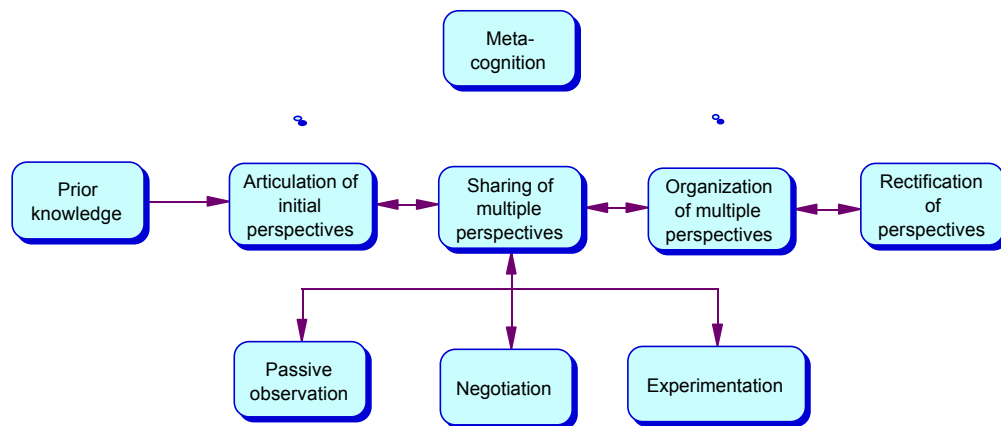 Meta-
cognition
Prior
knowledge
Articulation of
initial
perspectives
Sharing of
multiple
perspectives
Organization
of multiple
perspectives
Rectification
of
perspectives
Passive
observation
Negotiation
Experimentation